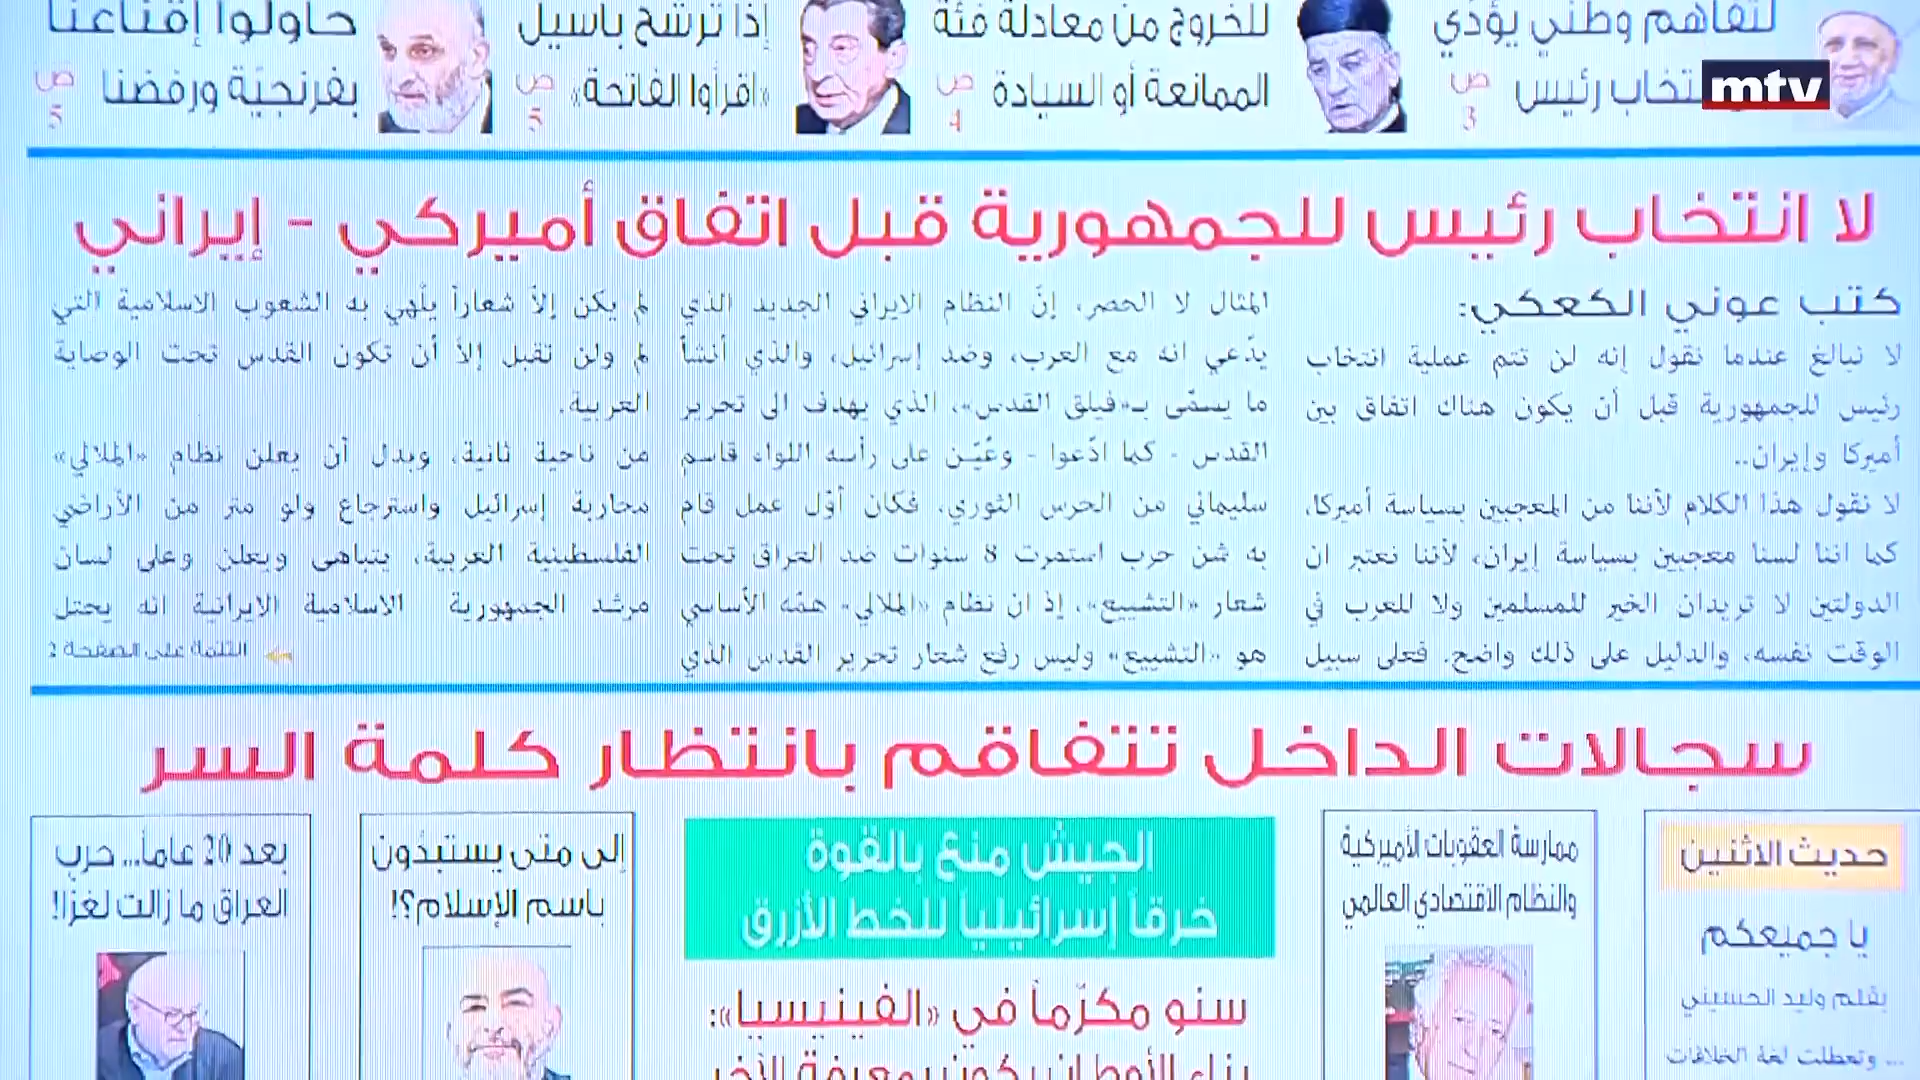 لتفاهم وطني يؤدي
نتخاب رئيس
ص
3
mtv
للخروج من معادلة فئة
الممانعة أو السيادة
ص
4
إذا ترشح باسيل
«اقرأوا الفاتحة»
ص
5
حاولوا إقناعنا
بفرنجيّة ورفضنا
ص
5
لا انتخاب رئيس للجمهورية قبل اتفاق أميركي - إيراني
كتب عوني الكعكي:
لا نبالغ عندما نقول إنه لن تتم عملية انتخاب
رئيس للجمهورية قبل أن يكون هناك اتفاق بين
أميركا وإيران..
لا نقول هذا الكلام لأننا من المعجبين بسياسة أميركا،
كما اننا لسنا معجبين بسياسة إيران، لأننا نعتبر ان
الدولتين لا تريدان الخير للمسلمين ولا للعرب في
الوقت نفسه، والدليل على ذلك واضح. فعلى سبيل
المثال لا الحصر، إنّ النظام الايراني الجديد الذي
يدّعي انه مع العرب، وضد إسرائيل، والذي أنشأ
ما يسمّى بـ«فيلق القدس»، الذي يهدف الى تحرير
القدس - كما ادّعوا - وعُيّـن على رأسه اللواء قاسم
سليماني من الحرس الثوري. فكان أوّل عمل قام
به شن حرب استمرت 8 سنوات ضد العراق تحت
شعار «التشييع»، إذ ان نظام «الملالي» همّه الأساسي
هو «التشييع» وليس رفع شعار تحرير القدس الذي
لم يكن إلاّ شعاراً يلهي به الشعوب الاسلامية التي
لم ولن تقبل إلاّ أن تكون القدس تحت الوصاية
العربية.
من ناحية ثانية، وبدل أن يعلن نظام «الملالي»
محاربة إسرائيل واسترجاع ولو متر من الأراضي
الفلسطينية العربية، يتباهى ويعلن وعلى لسان
مرشد الجمهورية الاسلامية الايرانية انه يحتل
التتمة على الصفحة 2
سجالات الداخل تتفاقم بانتظار كلمة السر
حديث الاثنين
يا جميعكم
بقلم وليد الحسيني
... وتعطلت لغة الخلافات
ممارسة العقوبات الأميركية
والنظام الاقتصادي العالمي
الجيش منع بالقوة
خرقاً إسرائيلياً للخط الأزرق
سنو مكرّماً في «الفينيسيا»:
إلى متى يستبدّون
باسم الإسلام؟!
بعد 20 عاماً... حرب
العراق ما زالت لغزا!